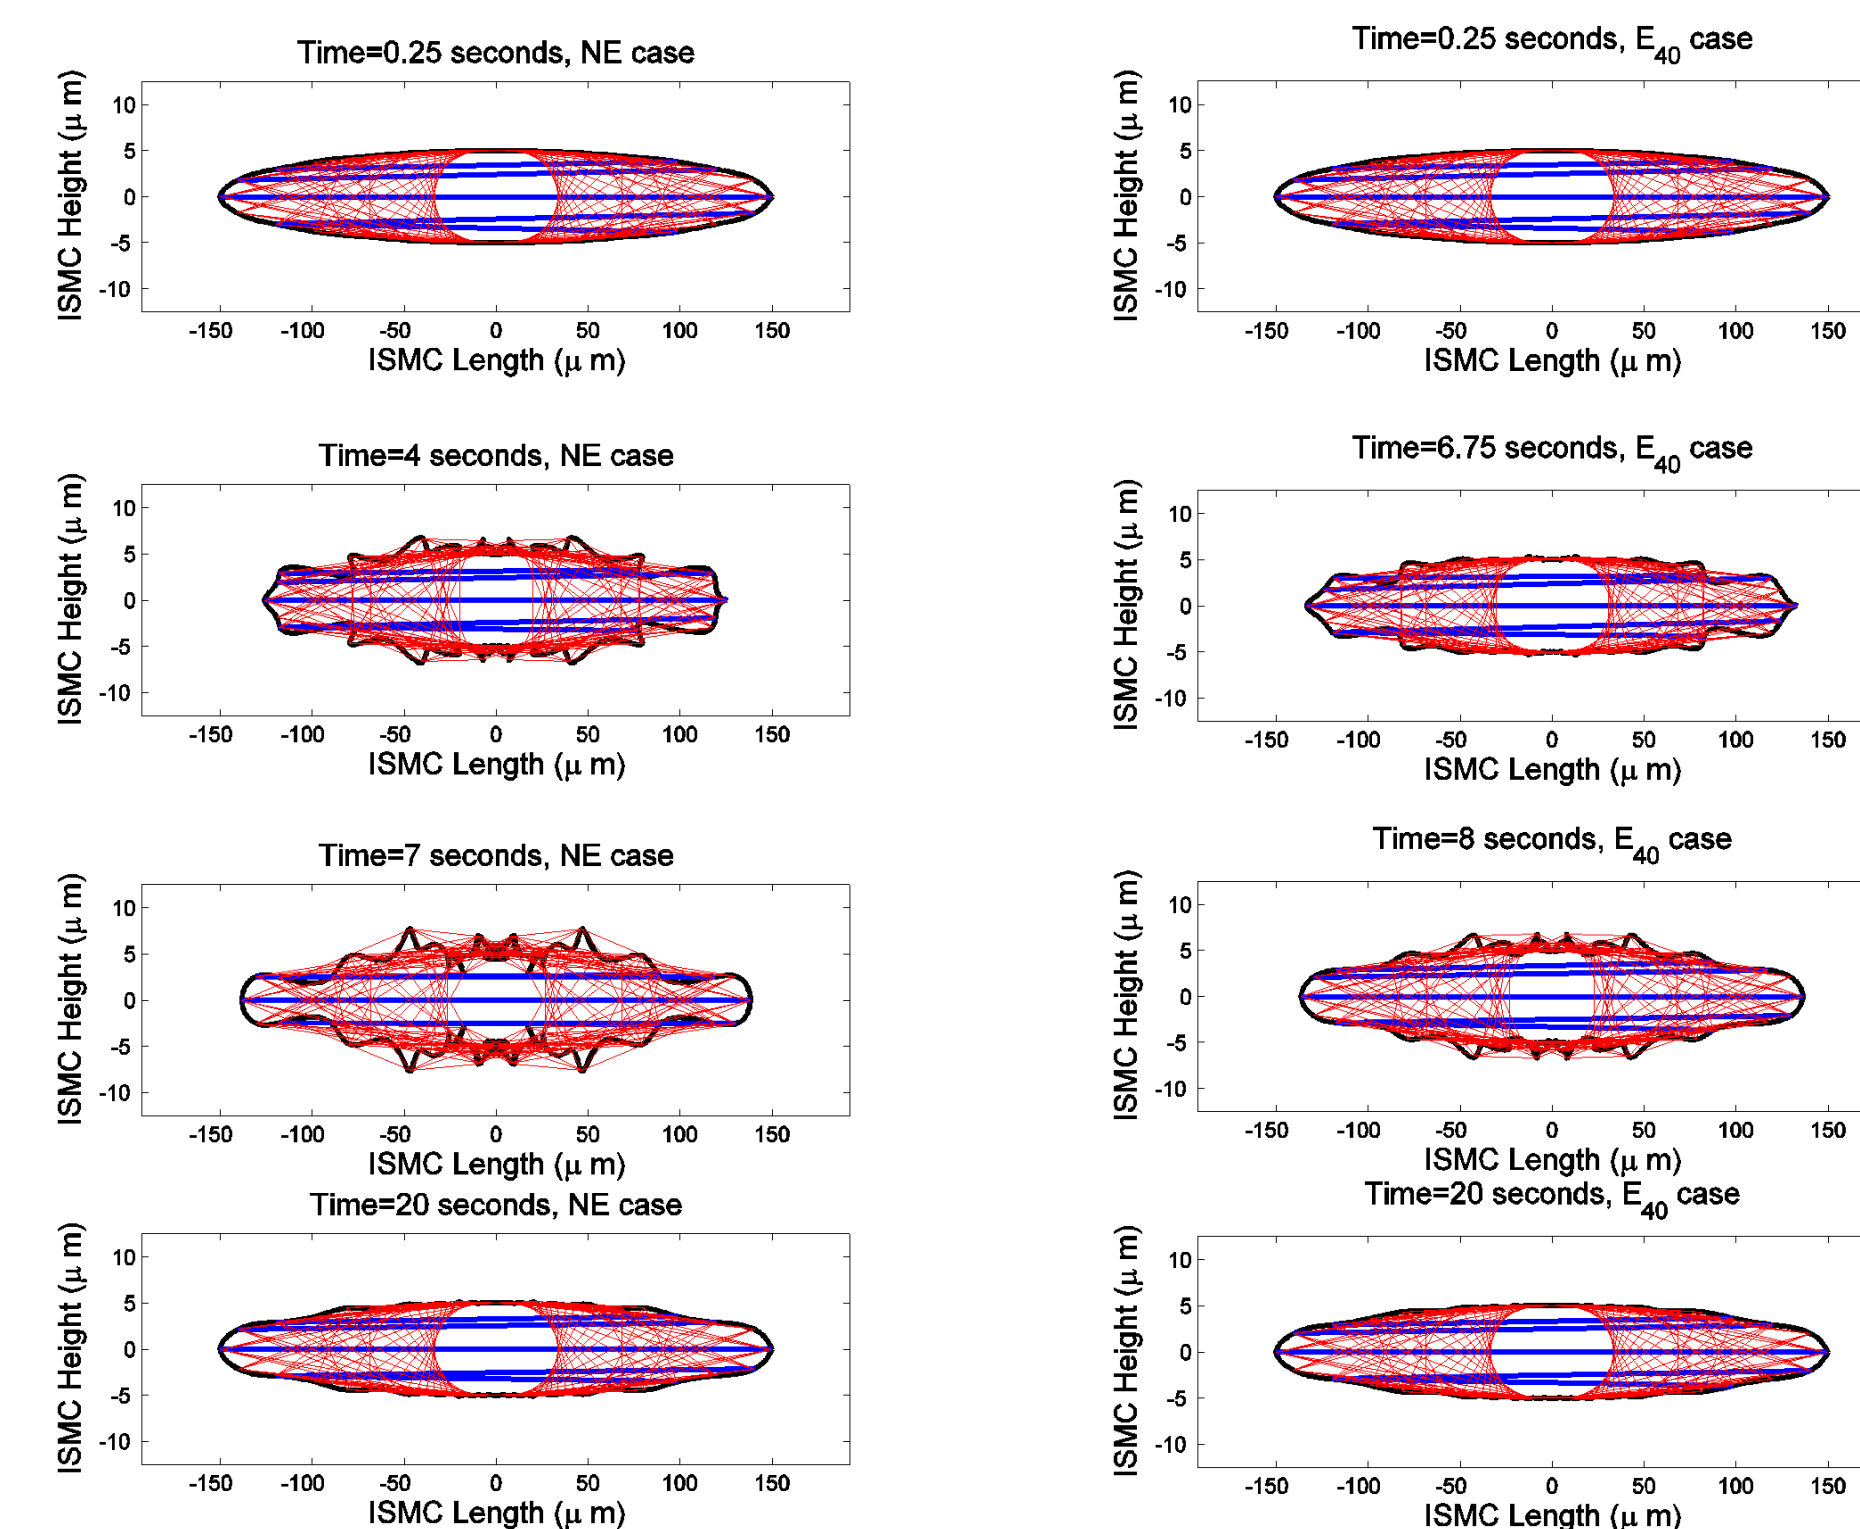 Time=0.25 seconds, NE case
ISMC Height (μ m)
10
5
0
-5
-10
-150 -100 -50 0 50 100 150
ISMC Length (μ m)
Time=0.25 seconds, E40 case
ISMC Height (μ m)
10
5
0
-5
-10
-150 -100 -50 0 50 100 150
ISMC Length (μ m)
Time=4 seconds, NE case
ISMC Height (μ m)
10
5
0
-5
-10
-150 -100 -50 0 50 100 150
ISMC Length (μ m)
Time=6.75 seconds, E40 case
ISMC Height (μ m)
10
5
0
-5
-10
-150 -100 -50 0 50 100 150
ISMC Length (μ m)
Time=7 seconds, NE case
ISMC Height (μ m)
10
5
0
-5
-10
-150 -100 -50 0 50 100 150
ISMC Length (μ m)
Time=8 seconds, E40 case
ISMC Height (μ m)
10
5
0
-5
-10
-150 -100 -50 0 50 100 150
ISMC Length (μ m)
Time=20 seconds, NE case
ISMC Height (μ m)
10
5
0
-5
-10
-150 -100 -50 0 50 100 150
ISMC Length (μ m)
Time=20 seconds, E40 case
ISMC Height (μ m)
10
5
0
-5
-10
-150 -100 -50 0 50 100 150
ISMC Length (μ m)